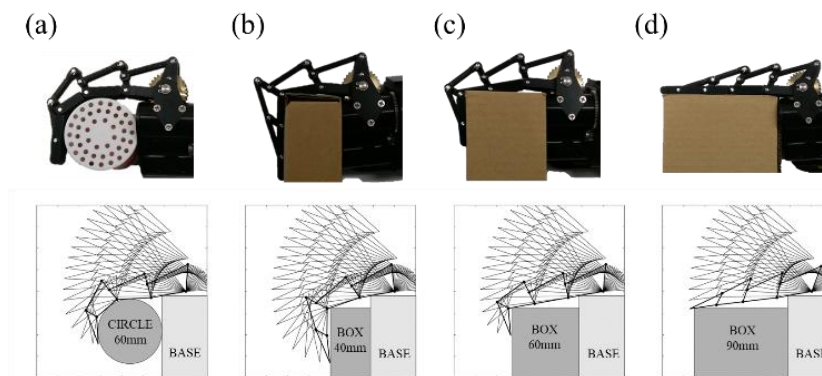 (a)
(b)
(c)
(d)
CIRCLE
60mm
BASE
BOX
40mm
BASE
BOX
60mm
BASE
BOX
90mm
BASE